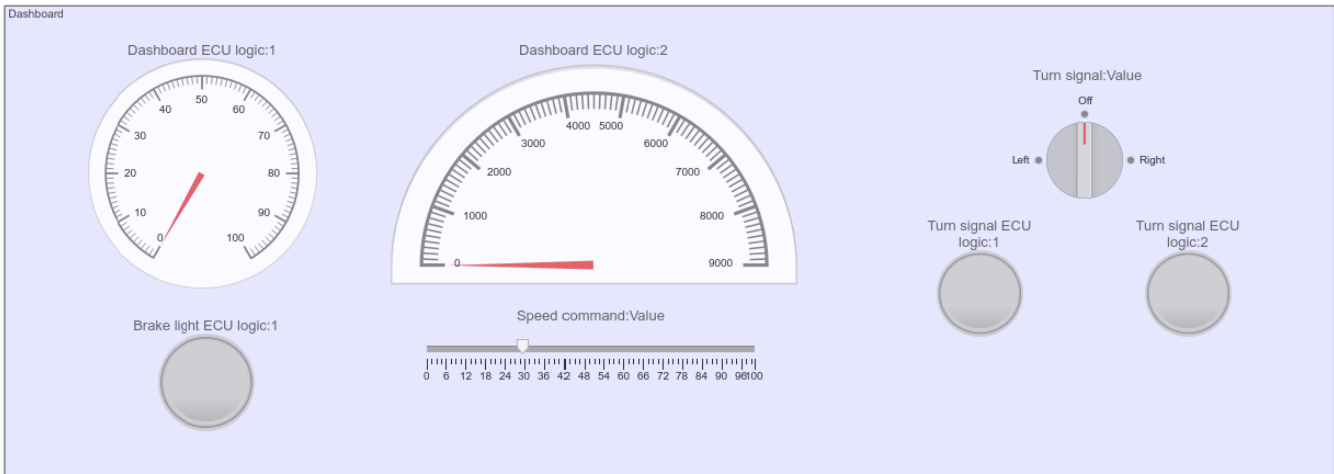 Dashboard
Dashboard ECU logic:1
0 10 20 30 40 50 60 70 80 90 100
Dashboard ECU logic:2
0 1000 2000 3000 4000 5000 6000 7000 8000 9000
Turn signal:Value
Off
Left Right
Turn signal ECU
logic:1
Turn signal ECU
logic:2
Brake light ECU logic:1
Speed command:Value
0 6 12 18 24 30 36 42 48 54 60 66 72 78 84 90 96 100